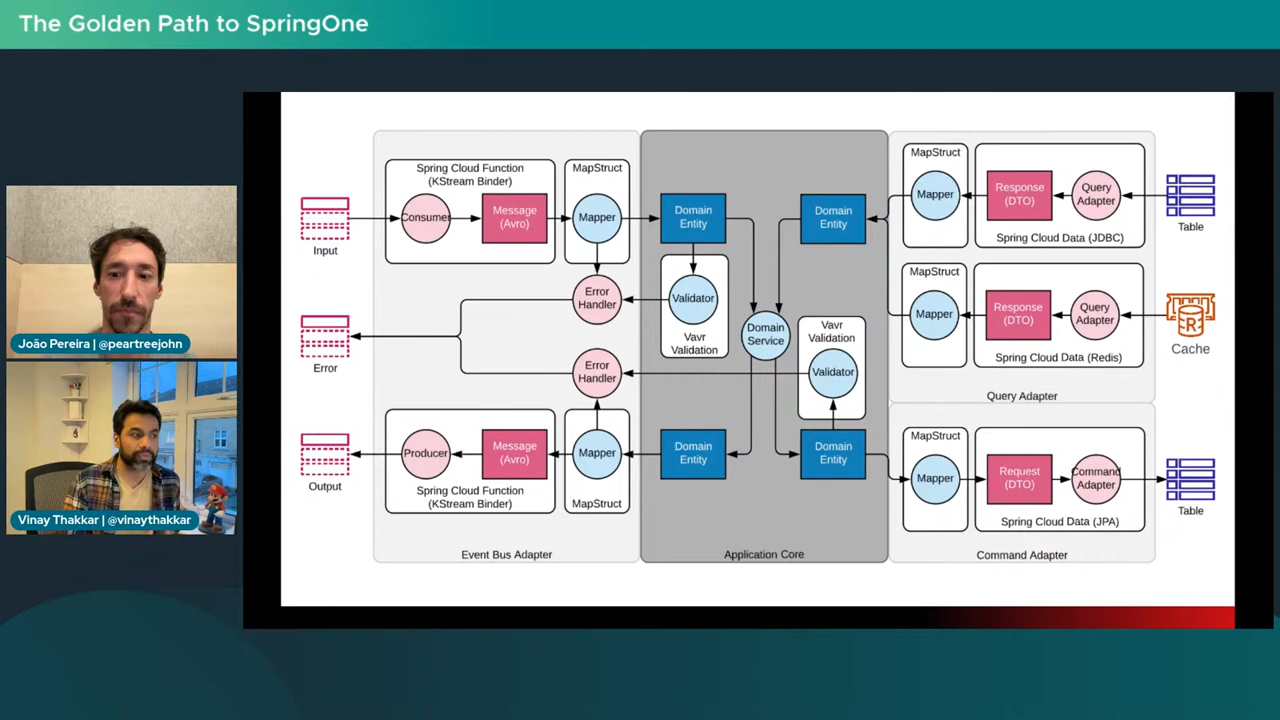 The Golden Path to SpringOne
João Pereira | @peartreejohn
Vinay Thakkar | @vinaythakkar
Input
Error
Output
Spring Cloud Function
(KStream Binder)
Consumer
Message
(Avro)
MapStruct
Mapper
Error
Handler
Error
Handler
Producer
Message
(Avro)
Spring Cloud Function
(KStream Binder)
Mapper
MapStruct
Event Bus Adapter
Domain
Entity
Domain
Entity
Validator
Vavr
Validation
Domain
Service
Vavr
Validation
Validator
Domain
Entity
Domain
Entity
Application Core
MapStruct
Mapper
Response
(DTO)
Query
Adapter
Spring Cloud Data (JDBC)
Table
MapStruct
Mapper
Response
(DTO)
Query
Adapter
Spring Cloud Data (Redis)
R
Cache
Query Adapter
MapStruct
Mapper
Request
(DTO)
Command
Adapter
Spring Cloud Data (JPA)
Table
Command Adapter